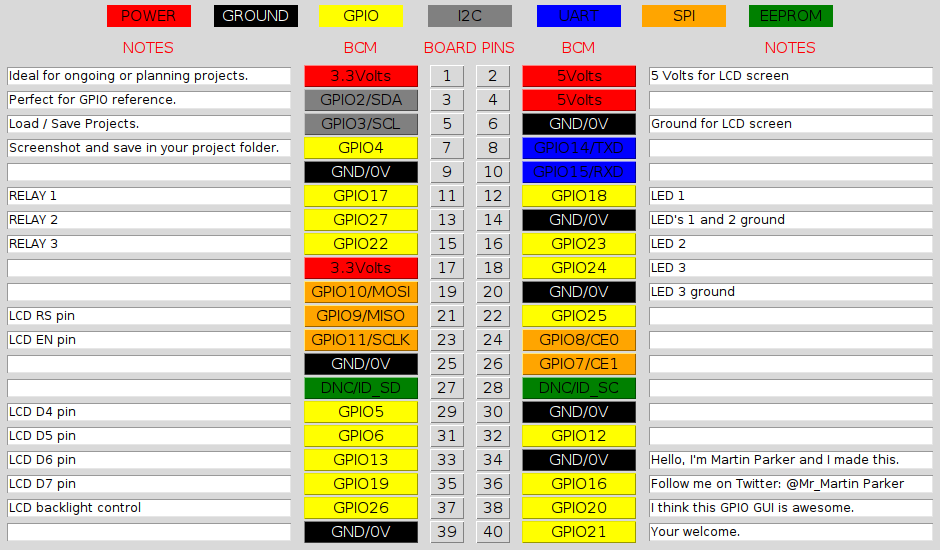 POWER GROUND GPIO I2C UART SPI EEPROM
NOTES BCM BOARD PINS BCM NOTES
Ideal for ongoing or planning projects. 3.3Volts 1 2 5Volts 5 Volts for LCD screen
Perfect for GPIO reference. GPIO2/SDA 3 4 5Volts
Load / Save Projects. GPIO3/SCL 5 6 GND/0V Ground for LCD screen
Screenshot and save in your project folder. GPIO4 7 8 GPIO14/TXD
GND/0V 9 10 GPIO15/RXD
RELAY 1 GPIO17 11 12 GPIO18 LED 1
RELAY 2 GPIO27 13 14 GND/0V LED's 1 and 2 ground
RELAY 3 GPIO22 15 16 GPIO23 LED 2
3.3Volts 17 18 GPIO24 LED 3
GPIO10/MOSI 19 20 GND/0V LED 3 ground
LCD RS pin GPIO9/MISO 21 22 GPIO25
LCD EN pin GPIO11/SCLK 23 24 GPIO8/CE0
GND/0V 25 26 GPIO7/CE1
DNC/ID_SD 27 28 DNC/ID_SC
LCD D4 pin GPIO5 29 30 GND/0V
LCD D5 pin GPIO6 31 32 GPIO12
LCD D6 pin GPIO13 33 34 GND/0V Hello, I'm Martin Parker and I made this.
LCD D7 pin GPIO19 35 36 GPIO16 Follow me on Twitter: @Mr_Martin Parker
LCD backlight control GPIO26 37 38 GPIO20 I think this GPIO GUI is awesome.
GND/0V 39 40 GPIO21 Your welcome.